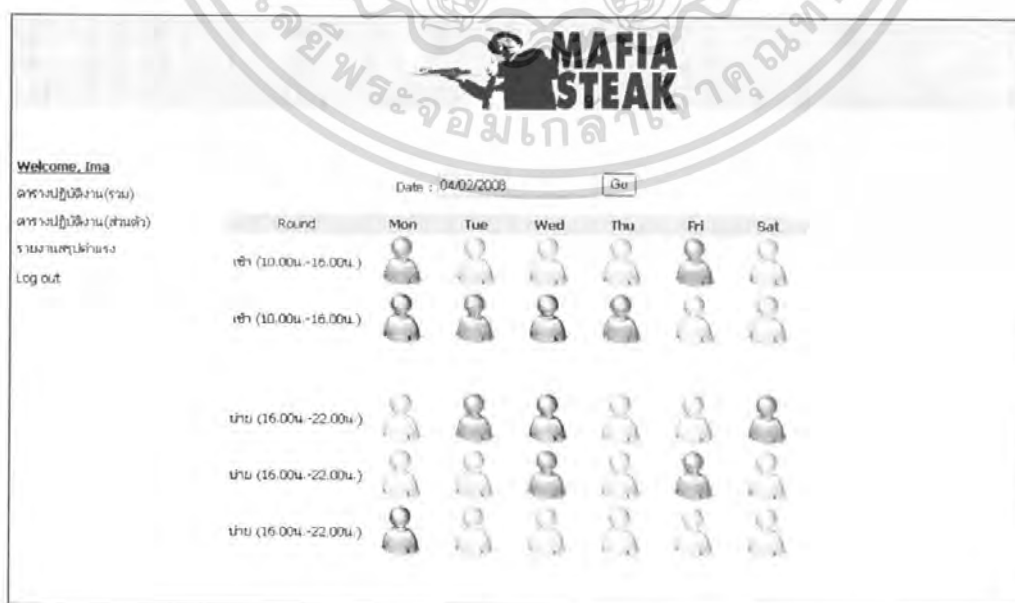 MAFIA
STEAK
Welcome, Ima
ตารางปฏิบัติงาน(รวม)
ตารางปฏิบัติงาน(ส่วนตัว)
รายงานสรุปค่าแรง
Log out
Date : 04/02/2008 Go
Round Mon Tue Wed Thu Fri Sat
เช้า (10.00น.-16.00น.)
เช้า (10.00น.-16.00น.)
บ่าย (16.00น.-22.00น.)
บ่าย (16.00น.-22.00น.)
บ่าย (16.00น.-22.00น.)